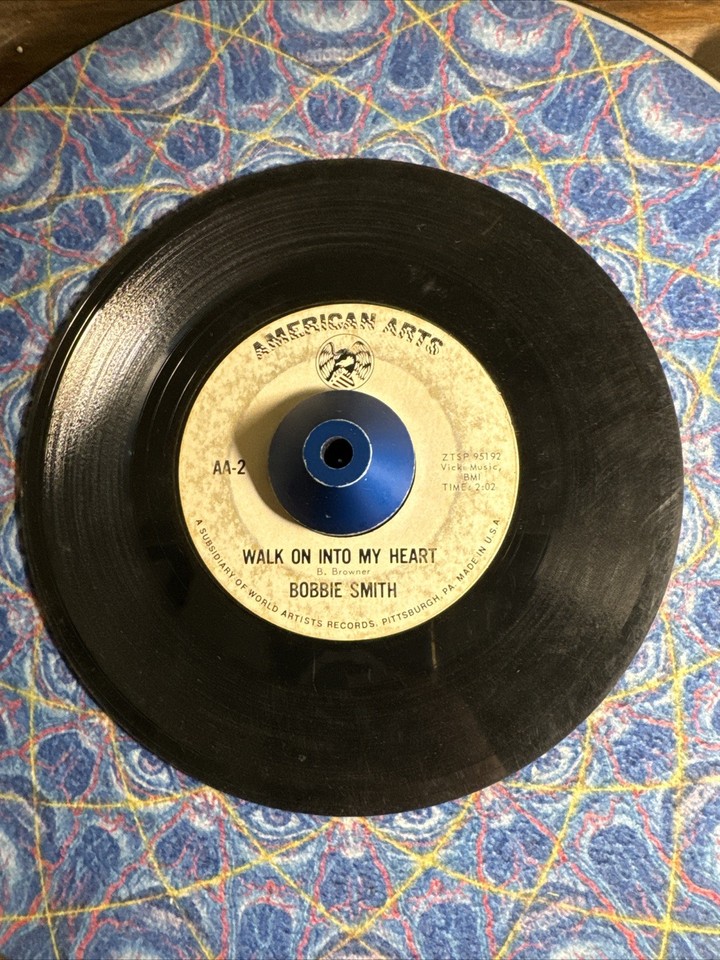 AMERICAN ARTS
AA-2
ZTSP 95192
Vicki Music,
BMI
TIME: 2:02
WALK ON INTO MY HEART
B. Browner
BOBBIE SMITH
A SUBSIDIARY OF WORLD ARTISTS RECORDS, PITTSBURGH, PA. MADE IN U.S.A.